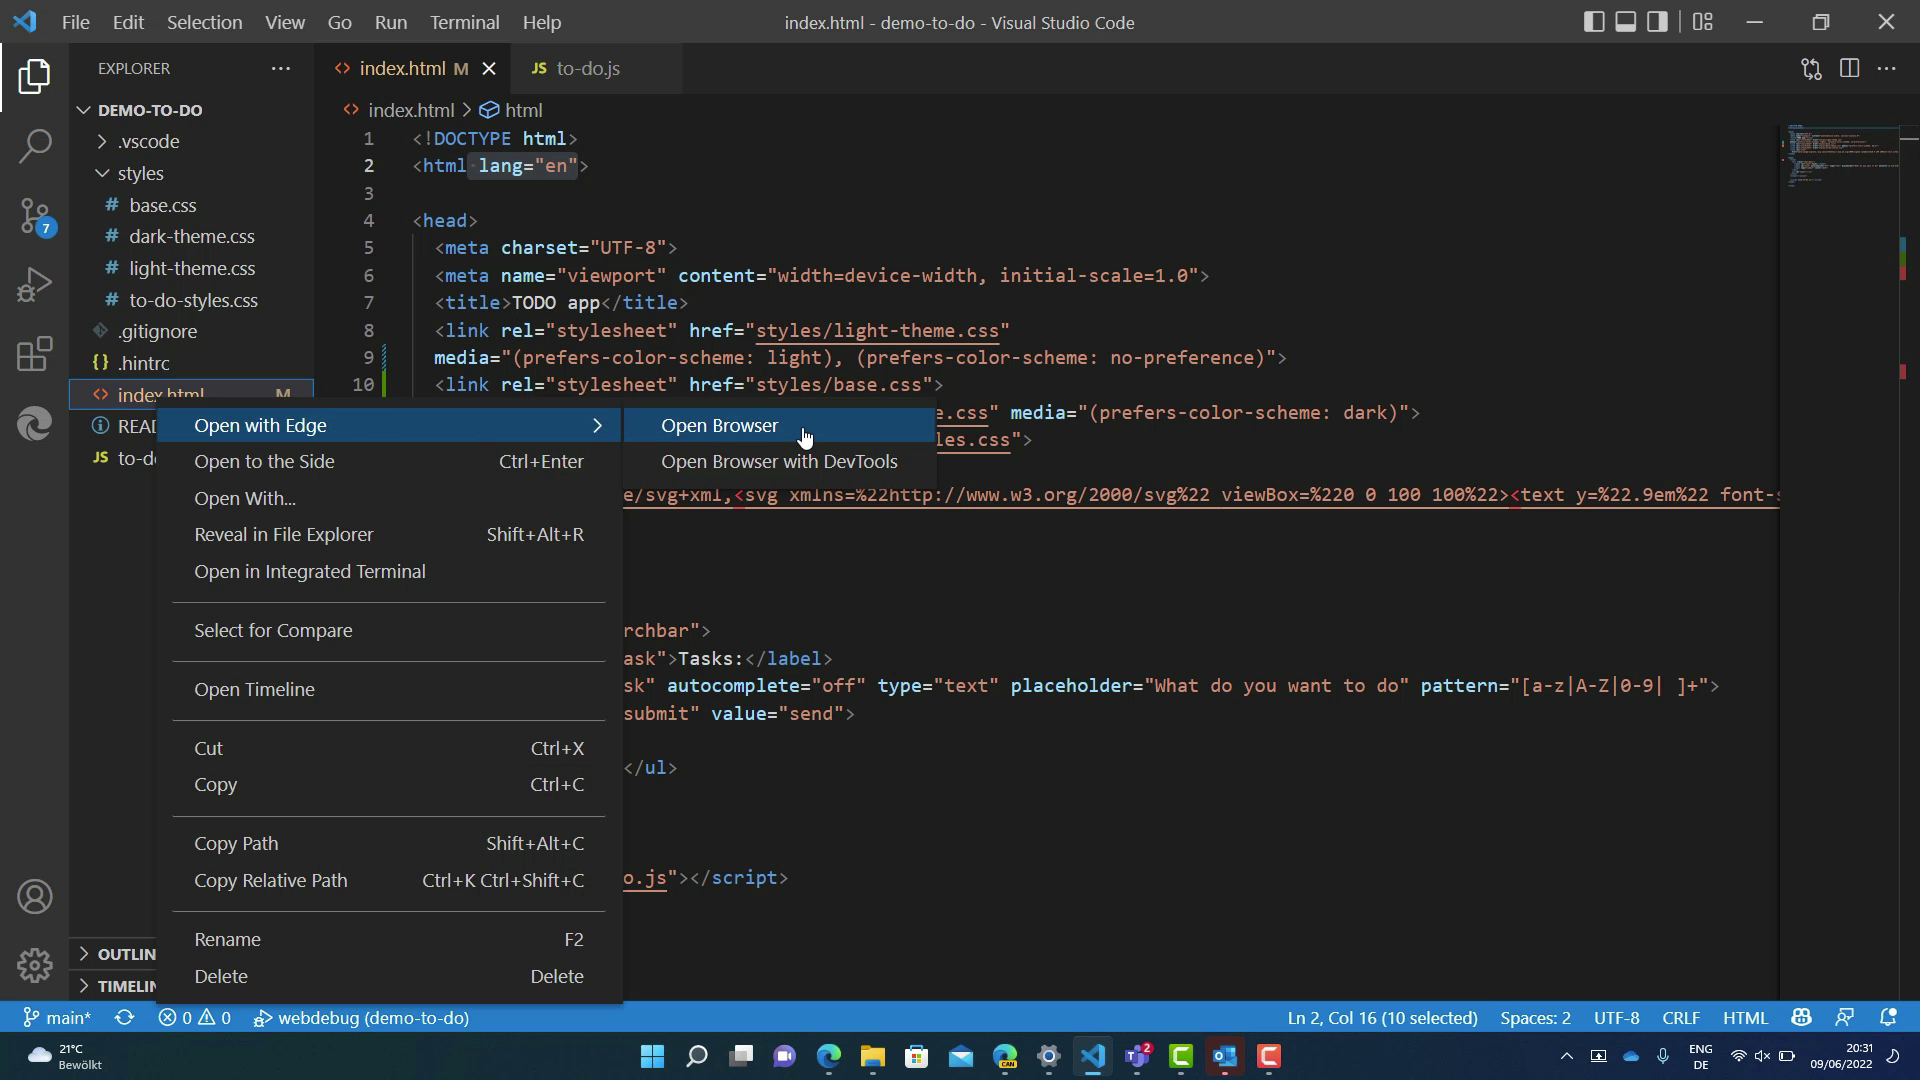 File Edit Selection View Go Run Terminal Help
index.html - demo-to-do - Visual Studio Code
EXPLORER
DEMO-TO-DO
.vscode
styles
# base.css
# dark-theme.css
# light-theme.css
# to-do-styles.css
.gitignore
{} .hintrc
<> index.html M
READ
JS to-do
OUTLIN
TIMELIN
7
<> index.html M
JS to-do.js
<> index.html > html
1 <!DOCTYPE html>
2 <html lang="en">
3
4 <head>
5 <meta charset="UTF-8">
6 <meta name="viewport" content="width=device-width, initial-scale=1.0">
7 <title>TODO app</title>
8 <link rel="stylesheet" href="styles/light-theme.css"
9 media="(prefers-color-scheme: light), (prefers-color-scheme: no-preference)">
10 <link rel="stylesheet" href="styles/base.css">
e.css" media="(prefers-color-scheme: dark)">
les.css">
e/svg+xml,<svg xmlns=%22http://www.w3.org/2000/svg%22 viewBox=%220 0 100 100%22><text y=%22.9em%22 font-s
rchbar">
ask">Tasks:</label>
sk" autocomplete="off" type="text" placeholder="What do you want to do" pattern="[a-z|A-Z|0-9| ]+">
submit" value="send">
</ul>
o.js"></script>
Open with Edge
Open to the Side Ctrl+Enter
Open With...
Reveal in File Explorer Shift+Alt+R
Open in Integrated Terminal
Select for Compare
Open Timeline
Cut Ctrl+X
Copy Ctrl+C
Copy Path Shift+Alt+C
Copy Relative Path Ctrl+K Ctrl+Shift+C
Rename F2
Delete Delete
Open Browser
Open Browser with DevTools
main* 0 0 webdebug (demo-to-do)
Ln 2, Col 16 (10 selected) Spaces: 2 UTF-8 CRLF HTML
21°C
Bewölkt
CAN
2
ENG
DE
20:31
09/06/2022